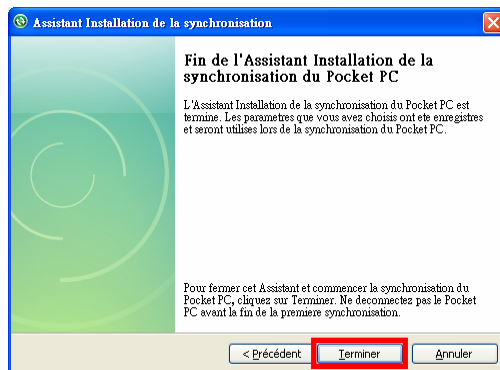 Assistant Installation de la synchronisation
Fin de l'Assistant Installation de la
synchronisation du Pocket PC
L'Assistant Installation de la synchronisation du Pocket PC est
termine. Les parametres que vous avez choisis ont ete enregistres
et seront utilises lors de la synchronisation du Pocket PC.
Pour fermer cet Assistant et commencer la synchronisation du
Pocket PC, cliquez sur Terminer. Ne deconnectez pas le Pocket
PC avant la fin de la premiere synchronisation.
< Précédent Terminer Annuler